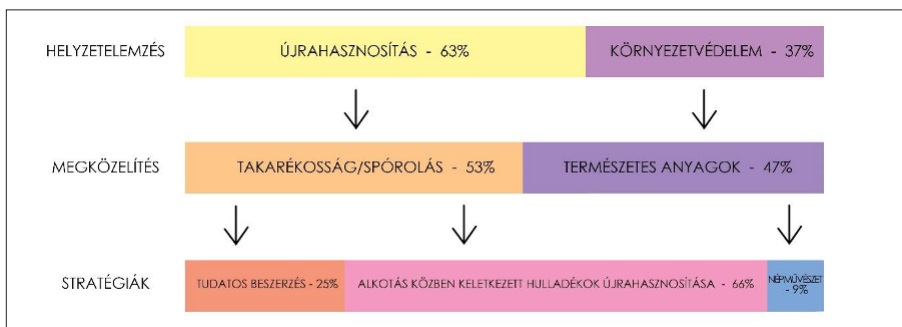 HELYZETELEMZÉS
ÚJRAHASZNOSÍTÁS - 63%
KÖRNYEZETVÉDELEM - 37%
MEGKÖZELÍTÉS
TAKARÉKOSSÁG/SPÓROLÁS - 53%
TERMÉSZETES ANYAGOK - 47%
STRATÉGIÁK
TUDATOS BESZERZÉS - 25%
ALKOTÁS KÖZBEN KELETKEZETT HULLADÉKOK ÚJRAHASZNOSÍTÁSA - 66%
NÉPMŰVÉSZET
- 9%